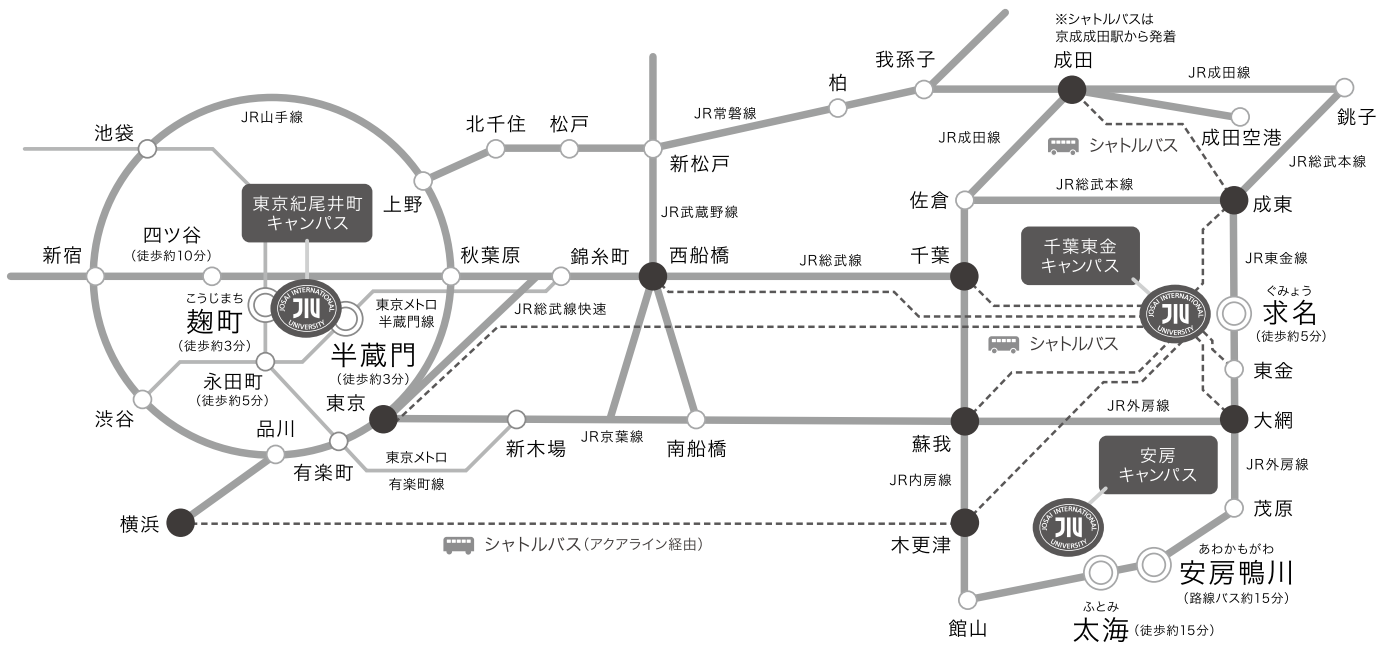 ※シャトルバスは
京成成田駅から発着
成田
我孫子
柏
JR成田線
銚子
成田空港
JR常磐線
JR山手線
池袋
北千住
松戸
新松戸
JR成田線
シャトルバス
JR総武本線
JR総武本線
東京紀尾井町
キャンパス
上野
佐倉
成東
JR武蔵野線
四ツ谷
(徒歩約10分)
新宿
秋葉原
錦糸町
西船橋
JR総武線
千葉
千葉東金
キャンパス
JR東金線
こうじまち
麹町
(徒歩約3分)
JOSAI INTERNATIONAL
JIU
UNIVERSITY
東京メトロ
半蔵門線
JR総武線快速
JOSAI INTERNATIONAL
JIU
UNIVERSITY
ぐみょう
求名
(徒歩約5分)
半蔵門
(徒歩約3分)
シャトルバス
永田町
(徒歩約5分)
東金
渋谷
東京
品川
有楽町
東京メトロ
有楽町線
新木場
JR京葉線
南船橋
蘇我
JR外房線
大網
JR内房線
安房
キャンパス
JR外房線
横浜
シャトルバス(アクアライン経由)
木更津
JOSAI INTERNATIONAL
JIU
UNIVERSITY
茂原
あわかもがわ
安房鴨川
(路線バス約15分)
館山
ふとみ
太海(徒歩約15分)